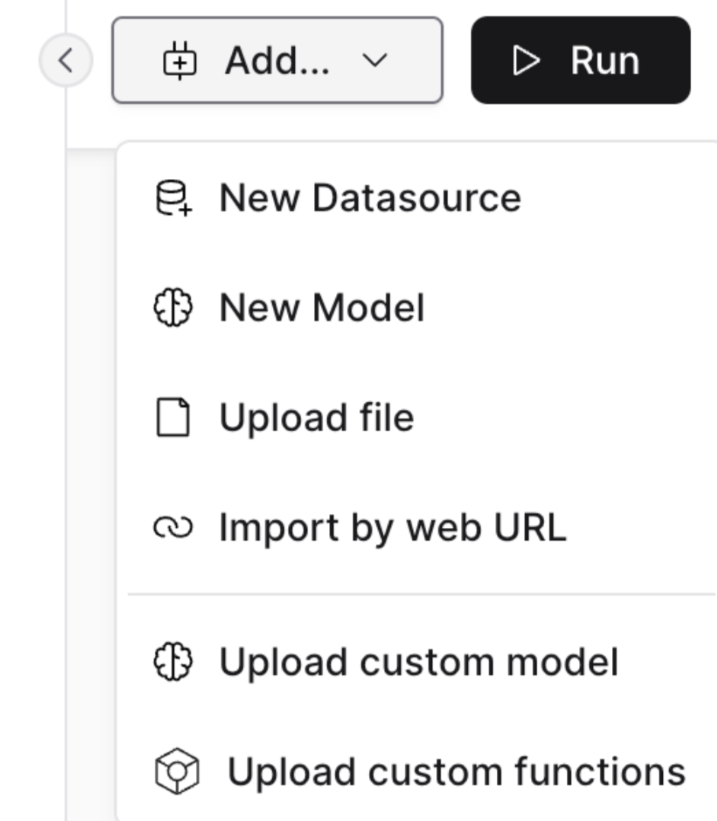 Add...
Run
New Datasource
New Model
Upload file
Import by web URL
Upload custom model
Upload custom functions